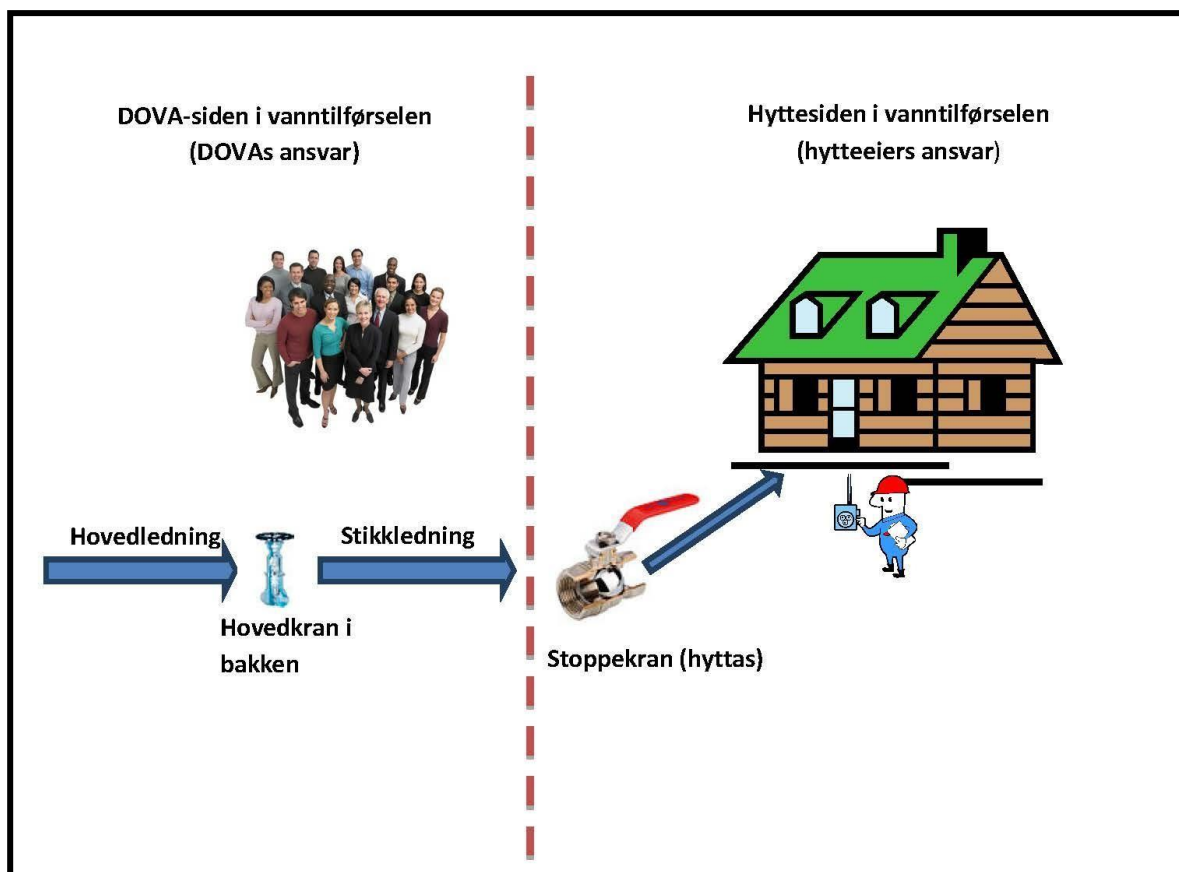 DOVA-siden i vanntilførselen
(DOVAs ansvar)
Hyttesiden i vanntilførselen
(hytteeiers ansvar)
Hovedledning
Stikkledning
Hovedkran i
bakken
Stoppekran (hyttas)